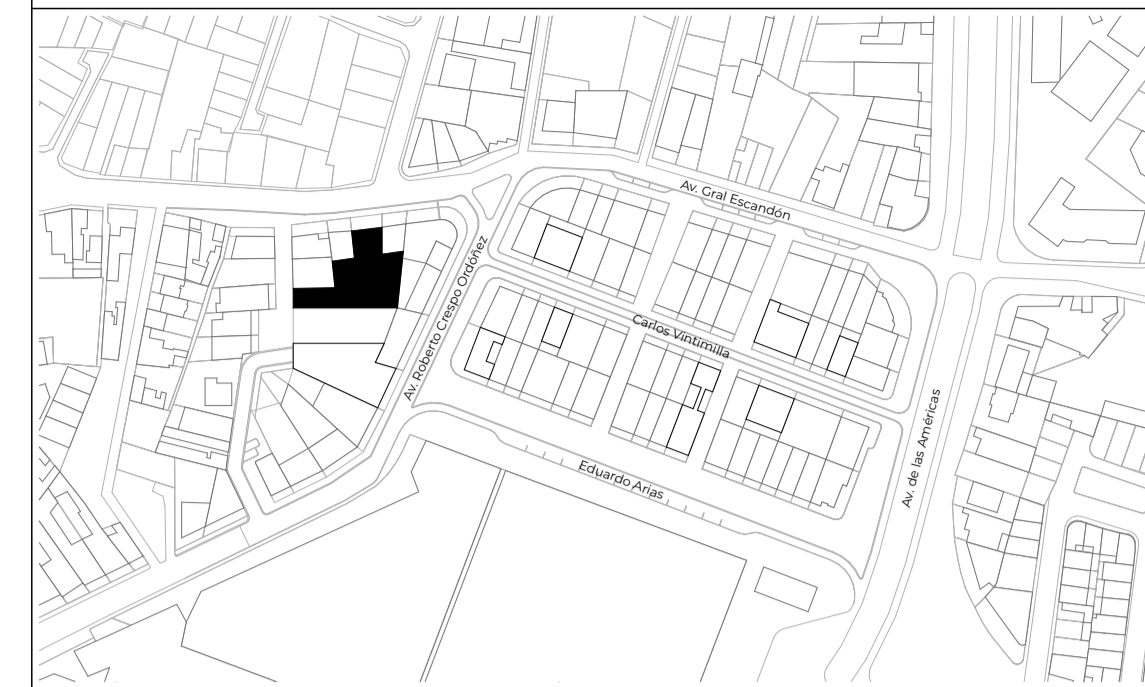 Av. Gral Escandón
Av. Roberto Crespo Ordóñez
Carlos Vintimilla
Av. de las Américas
Eduardo Arias